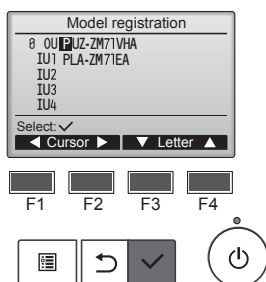 Model registration
0 OU PUZ-ZM71VHA
IU1 PLA-ZM71EA
IU2
IU3
IU4
Select:✓
◀ Cursor ▶ ▼ Letter ▲
F1 F2 F3 F4